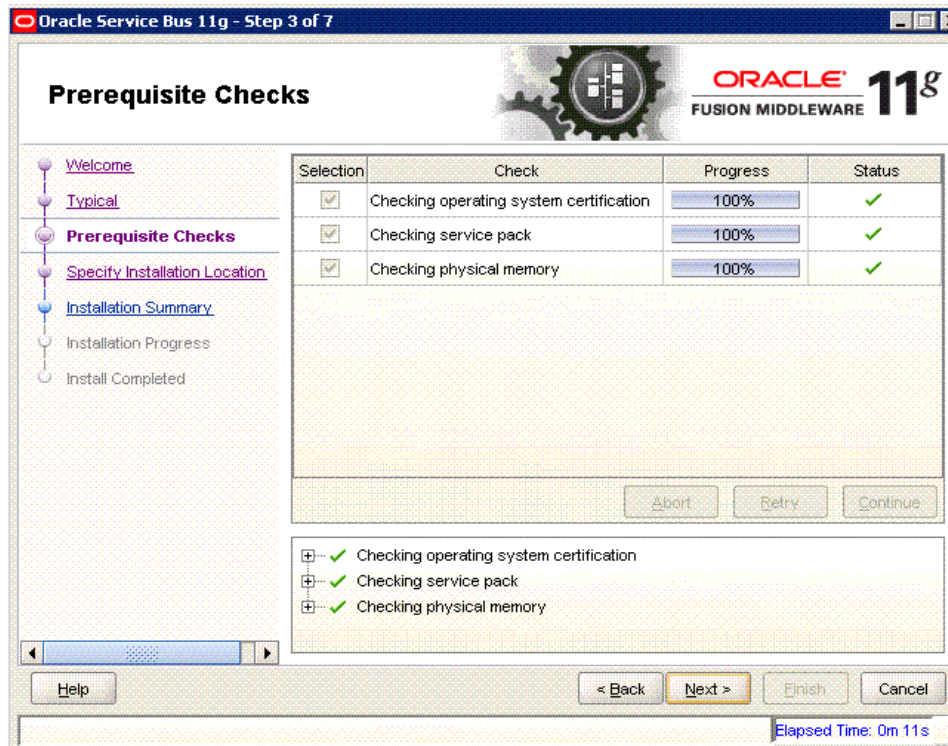 Oracle Service Bus 11g - Step 3 of 7
Prerequisite Checks
ORACLE
FUSION MIDDLEWARE
11g
Welcome
Typical
Prerequisite Checks
Specify Installation Location
Installation Summary
Installation Progress
Install Completed
Selection Check Progress Status
Checking operating system certification 100%
Checking service pack 100%
Checking physical memory 100%
Abort Retry Continue
Checking operating system certification
Checking service pack
Checking physical memory
Help < Back Next > Finish Cancel
Elapsed Time: 0m 11s